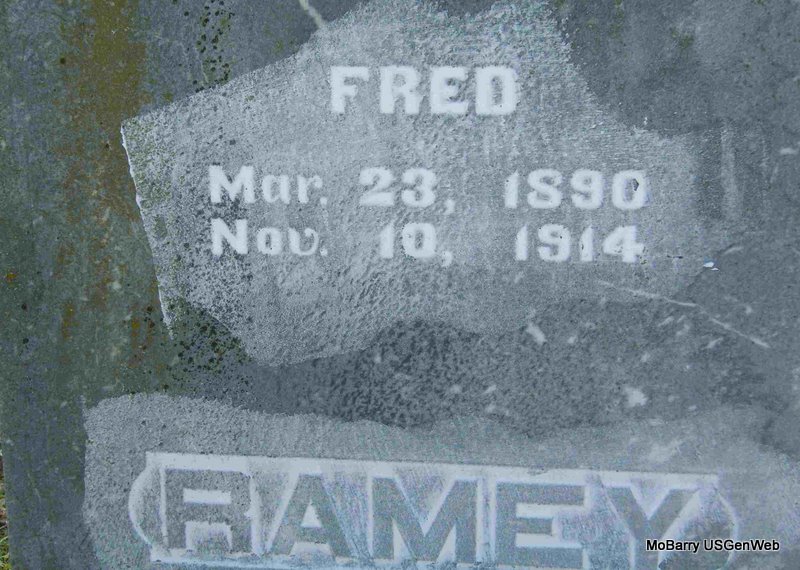 FRED
Mar. 23, 1890
Nov. 10, 1914
RAMEY
MoBarry USGenWeb